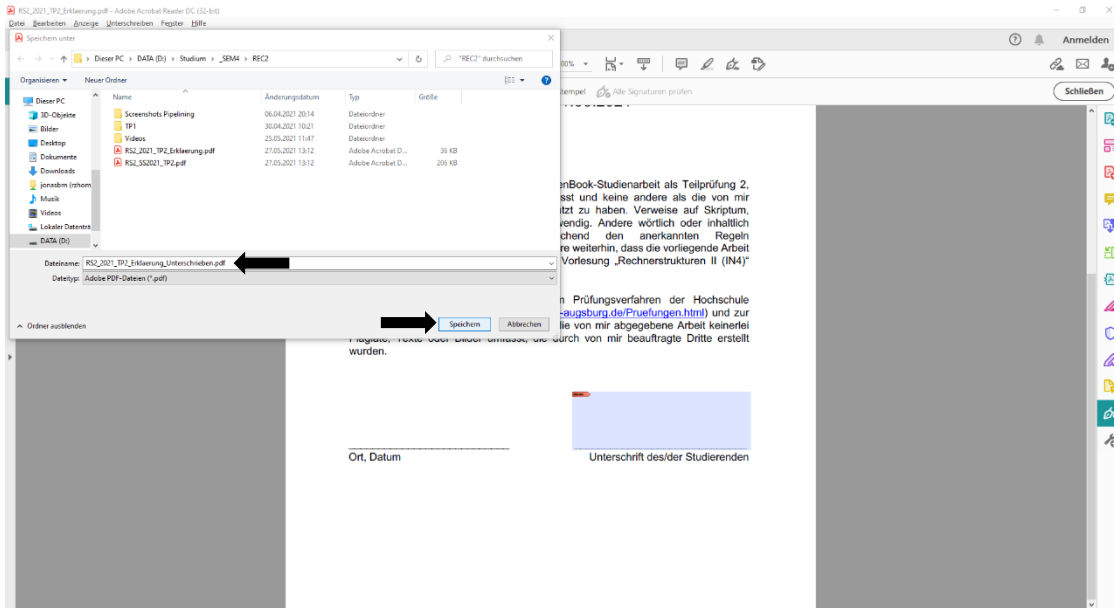 RS2_2021_TP2_Erklaerung.pdf - Adobe Acrobat Reader DC (32-bit)
Datei Bearbeiten Anzeige Unterschreiben Fenster Hilfe
Speichern unter
Anmelden
Dieser PC › DATA (D:) › Studium › _SEM4 › REC2
"REC2" durchsuchen
Organisieren Neuer Ordner
Alle Signaturen prüfen
Schließen
Name Änderungsdatum Typ Größe
Dieser PC
3D-Objekte
Bilder
Desktop
Dokumente
Downloads
jonasbrn (rzhom
Musik
Videos
Lokaler Datentra
DATA (D:)
Screenshots Pipelining 06.04.2021 20:14 Dateiordner
TP1 30.04.2021 10:21 Dateiordner
Videos 25.05.2021 11:47 Dateiordner
RS2_2021_TP2_Erklaerung.pdf 27.05.2021 13:12 Adobe Acrobat D... 36 KB
RS2_SS2021_TP2.pdf 27.05.2021 13:12 Adobe Acrobat D... 206 KB
Dateiname: RS2_2021_TP2_Erklaerung_Unterschrieben.pdf
Dateityp: Adobe PDF-Dateien (*.pdf)
Ordner ausblenden
Speichern Abbrechen
enBook-Studienarbeit als Teilprüfung 2,
sst und keine andere als die von mir
tzt zu haben. Verweise auf Skriptum,
wendig. Andere wörtlich oder inhaltlich
chend den anerkannten Regeln
re weiterhin, dass die vorliegende Arbeit
Vorlesung „Rechnerstrukturen II (IN4)“
n Prüfungsverfahren der Hochschule
-augsburg.de/Pruefungen.html) und zur
die von mir abgegebene Arbeit keinerlei
Plagiate, Texte oder Bilder umfasst, die durch von mir beauftragte Dritte erstellt
wurden.
Ort, Datum
Unterschrift des/der Studierenden